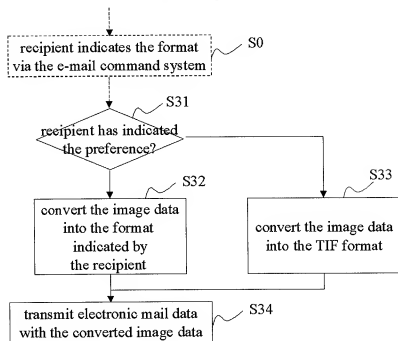 recipient indicates the format
via the e-mail command system
S0
S31
recipient has indicated
the preference?
S32
convert the image data
into the format
indicated by
the recipient
S33
convert the image data
into the TIF format
S34
transmit electronic mail data
with the converted image data